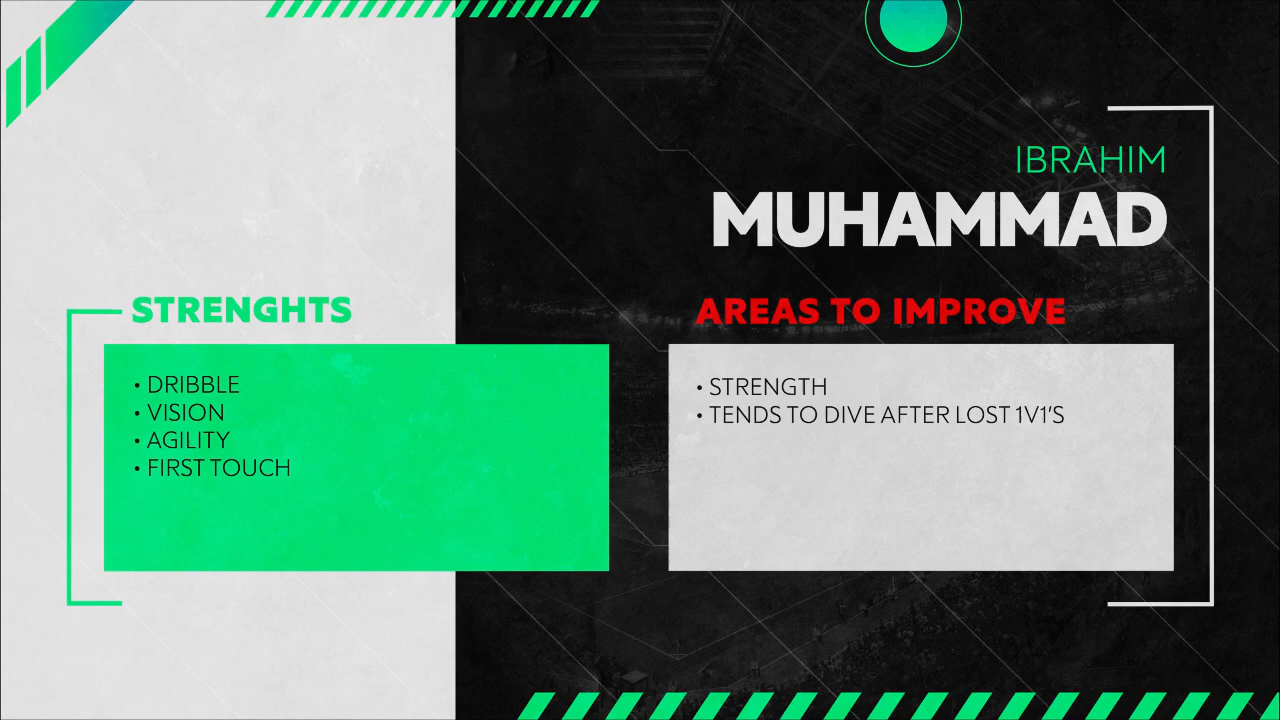 IBRAHIM
MUHAMMAD
STRENGHTS
• DRIBBLE
• VISION
• AGILITY
• FIRST TOUCH
AREAS TO IMPROVE
• STRENGTH
• TENDS TO DIVE AFTER LOST 1V1'S